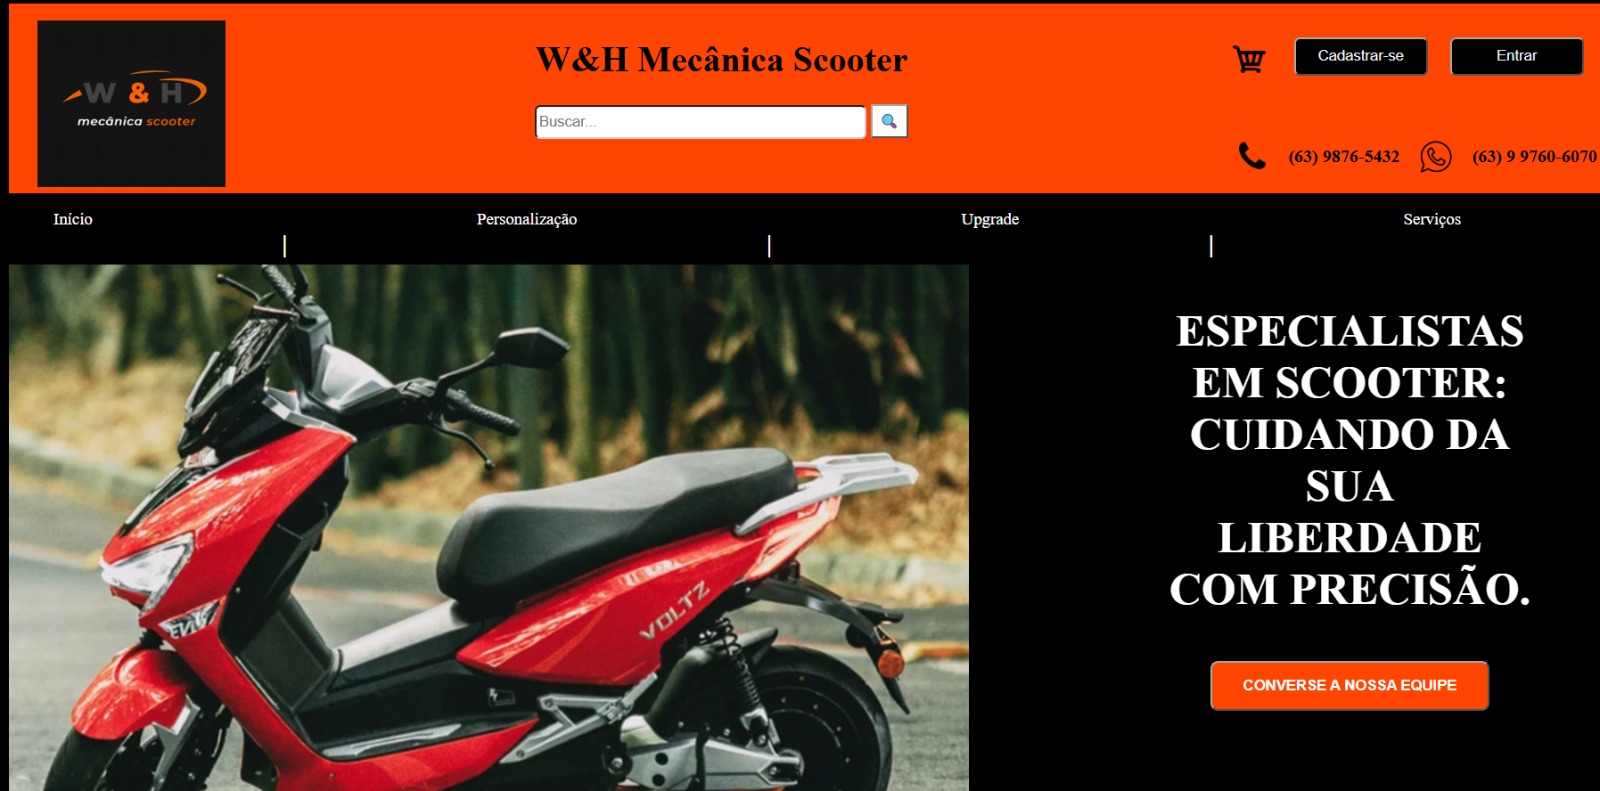 W & H
mecânica scooter
W&H Mecânica Scooter
Buscar...
Cadastrar-se
Entrar
(63) 9876-5432
(63) 9 9760-6070
Início
Personalização
Upgrade
Serviços
EVS
VOLTZ
ESPECIALISTAS
EM SCOOTER:
CUIDANDO DA
SUA
LIBERDADE
COM PRECISÃO.
CONVERSE A NOSSA EQUIPE